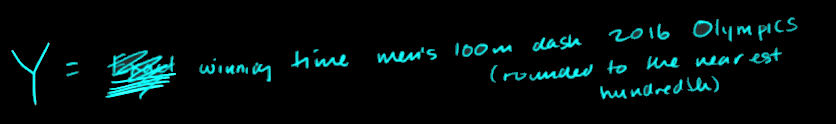 Y = winning time men's 100m dash 2016 Olympics
(rounded to the nearest
hundredth)